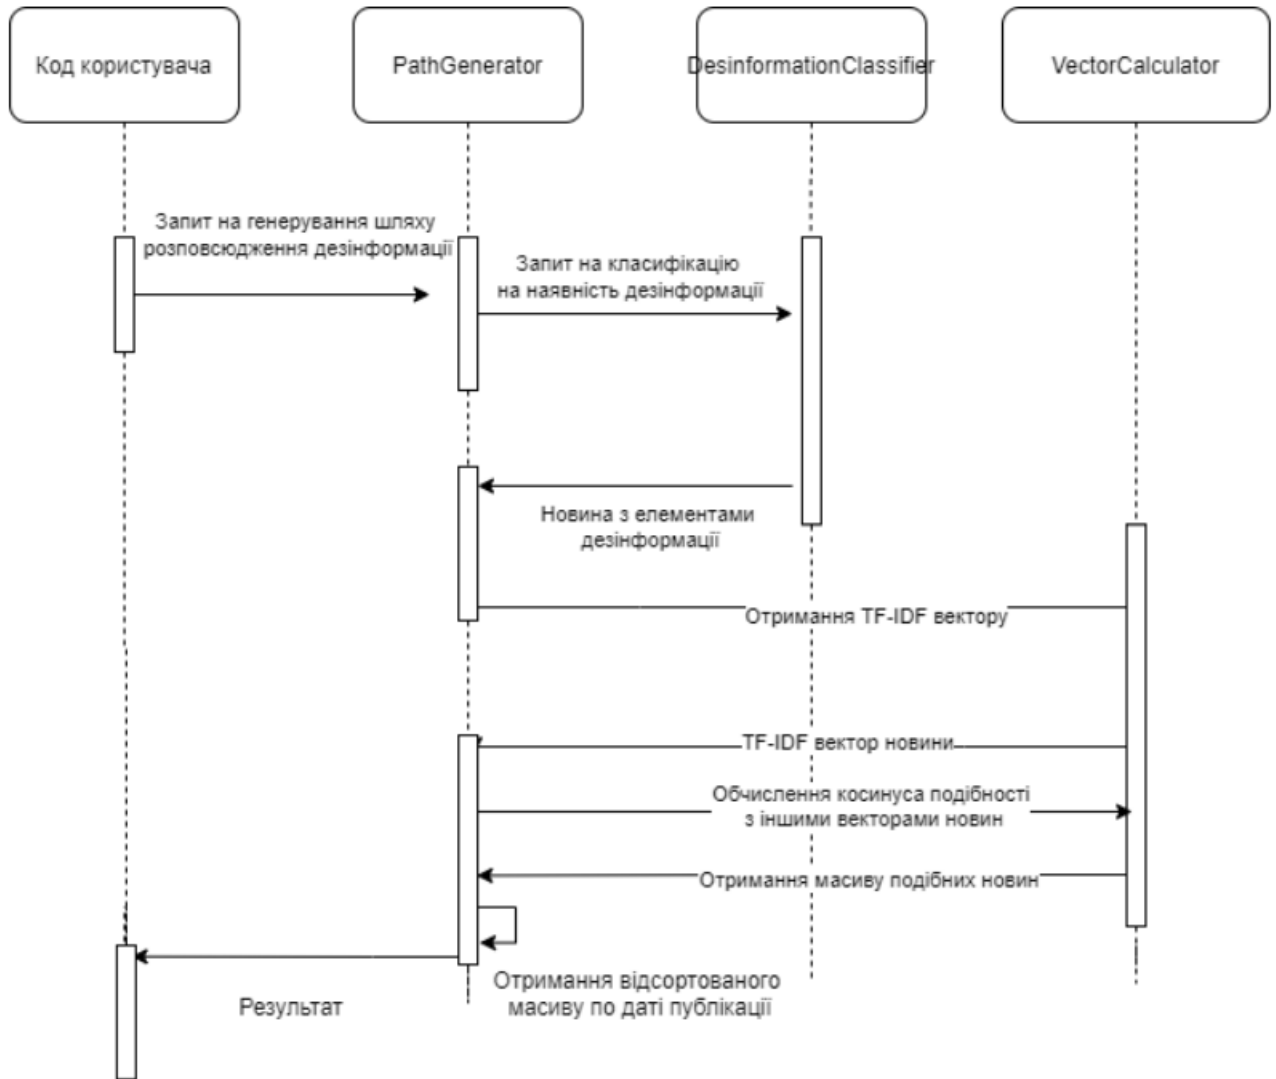 Код користувача
PathGenerator
DesinformationClassifier
VectorCalculator
Запит на генерування шляху
розповсюдження дезінформації
Запит на класифікацію
на наявність дезінформації
Новина з елементами
дезінформації
Отримання TF-IDF вектору
TF-IDF вектор новини
Обчислення косинуса подібності
з іншими векторами новин
Отримання масиву подібних новин
Отримання відсортованого
масиву по даті публікації
Результат